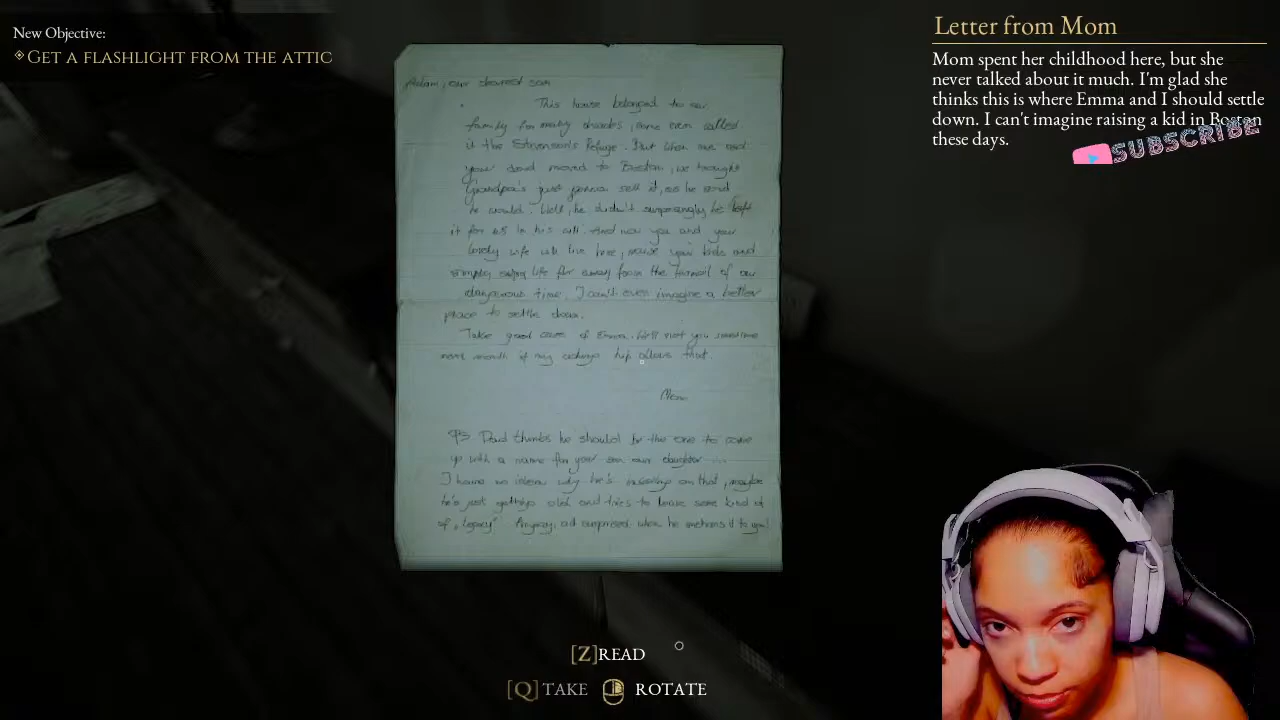 New Objective:
GET A FLASHLIGHT FROM THE ATTIC
Letter from Mom
Mom spent her childhood here, but she
never talked about it much. I'm glad she
thinks this is where Emma and I should settle
down. I can't imagine raising a kid in Boston
these days.
SUBSCRIBE
Adam, our dearest son
This house belonged to our
family for many decades, some even called
it the Stevenson's Refuge. But when me and
your dad moved to Boston, we thought
Grandpa's just gonna sell it, as he said
he would. Well, he didn't surprisingly he left
it for us in his will. And now you and your
lovely wife will live here, raise your kids and
simply enjoy life far away from the turmoil of our
dangerous time. I can't even imagine a better
place to settle down.
Take good care of Emma. We'll visit you sometime
next month if my achings hip allows that.
Mom
PS Dad thinks he should be the one to come
up with a name for your son our daughter ...
I have no idea why he's insisting on that, maybe
he's just getting old and tries to leave some kind of
of "legacy" Anyway, act surprised when he mentions it to you!
[Z] READ
[Q] TAKE ROTATE